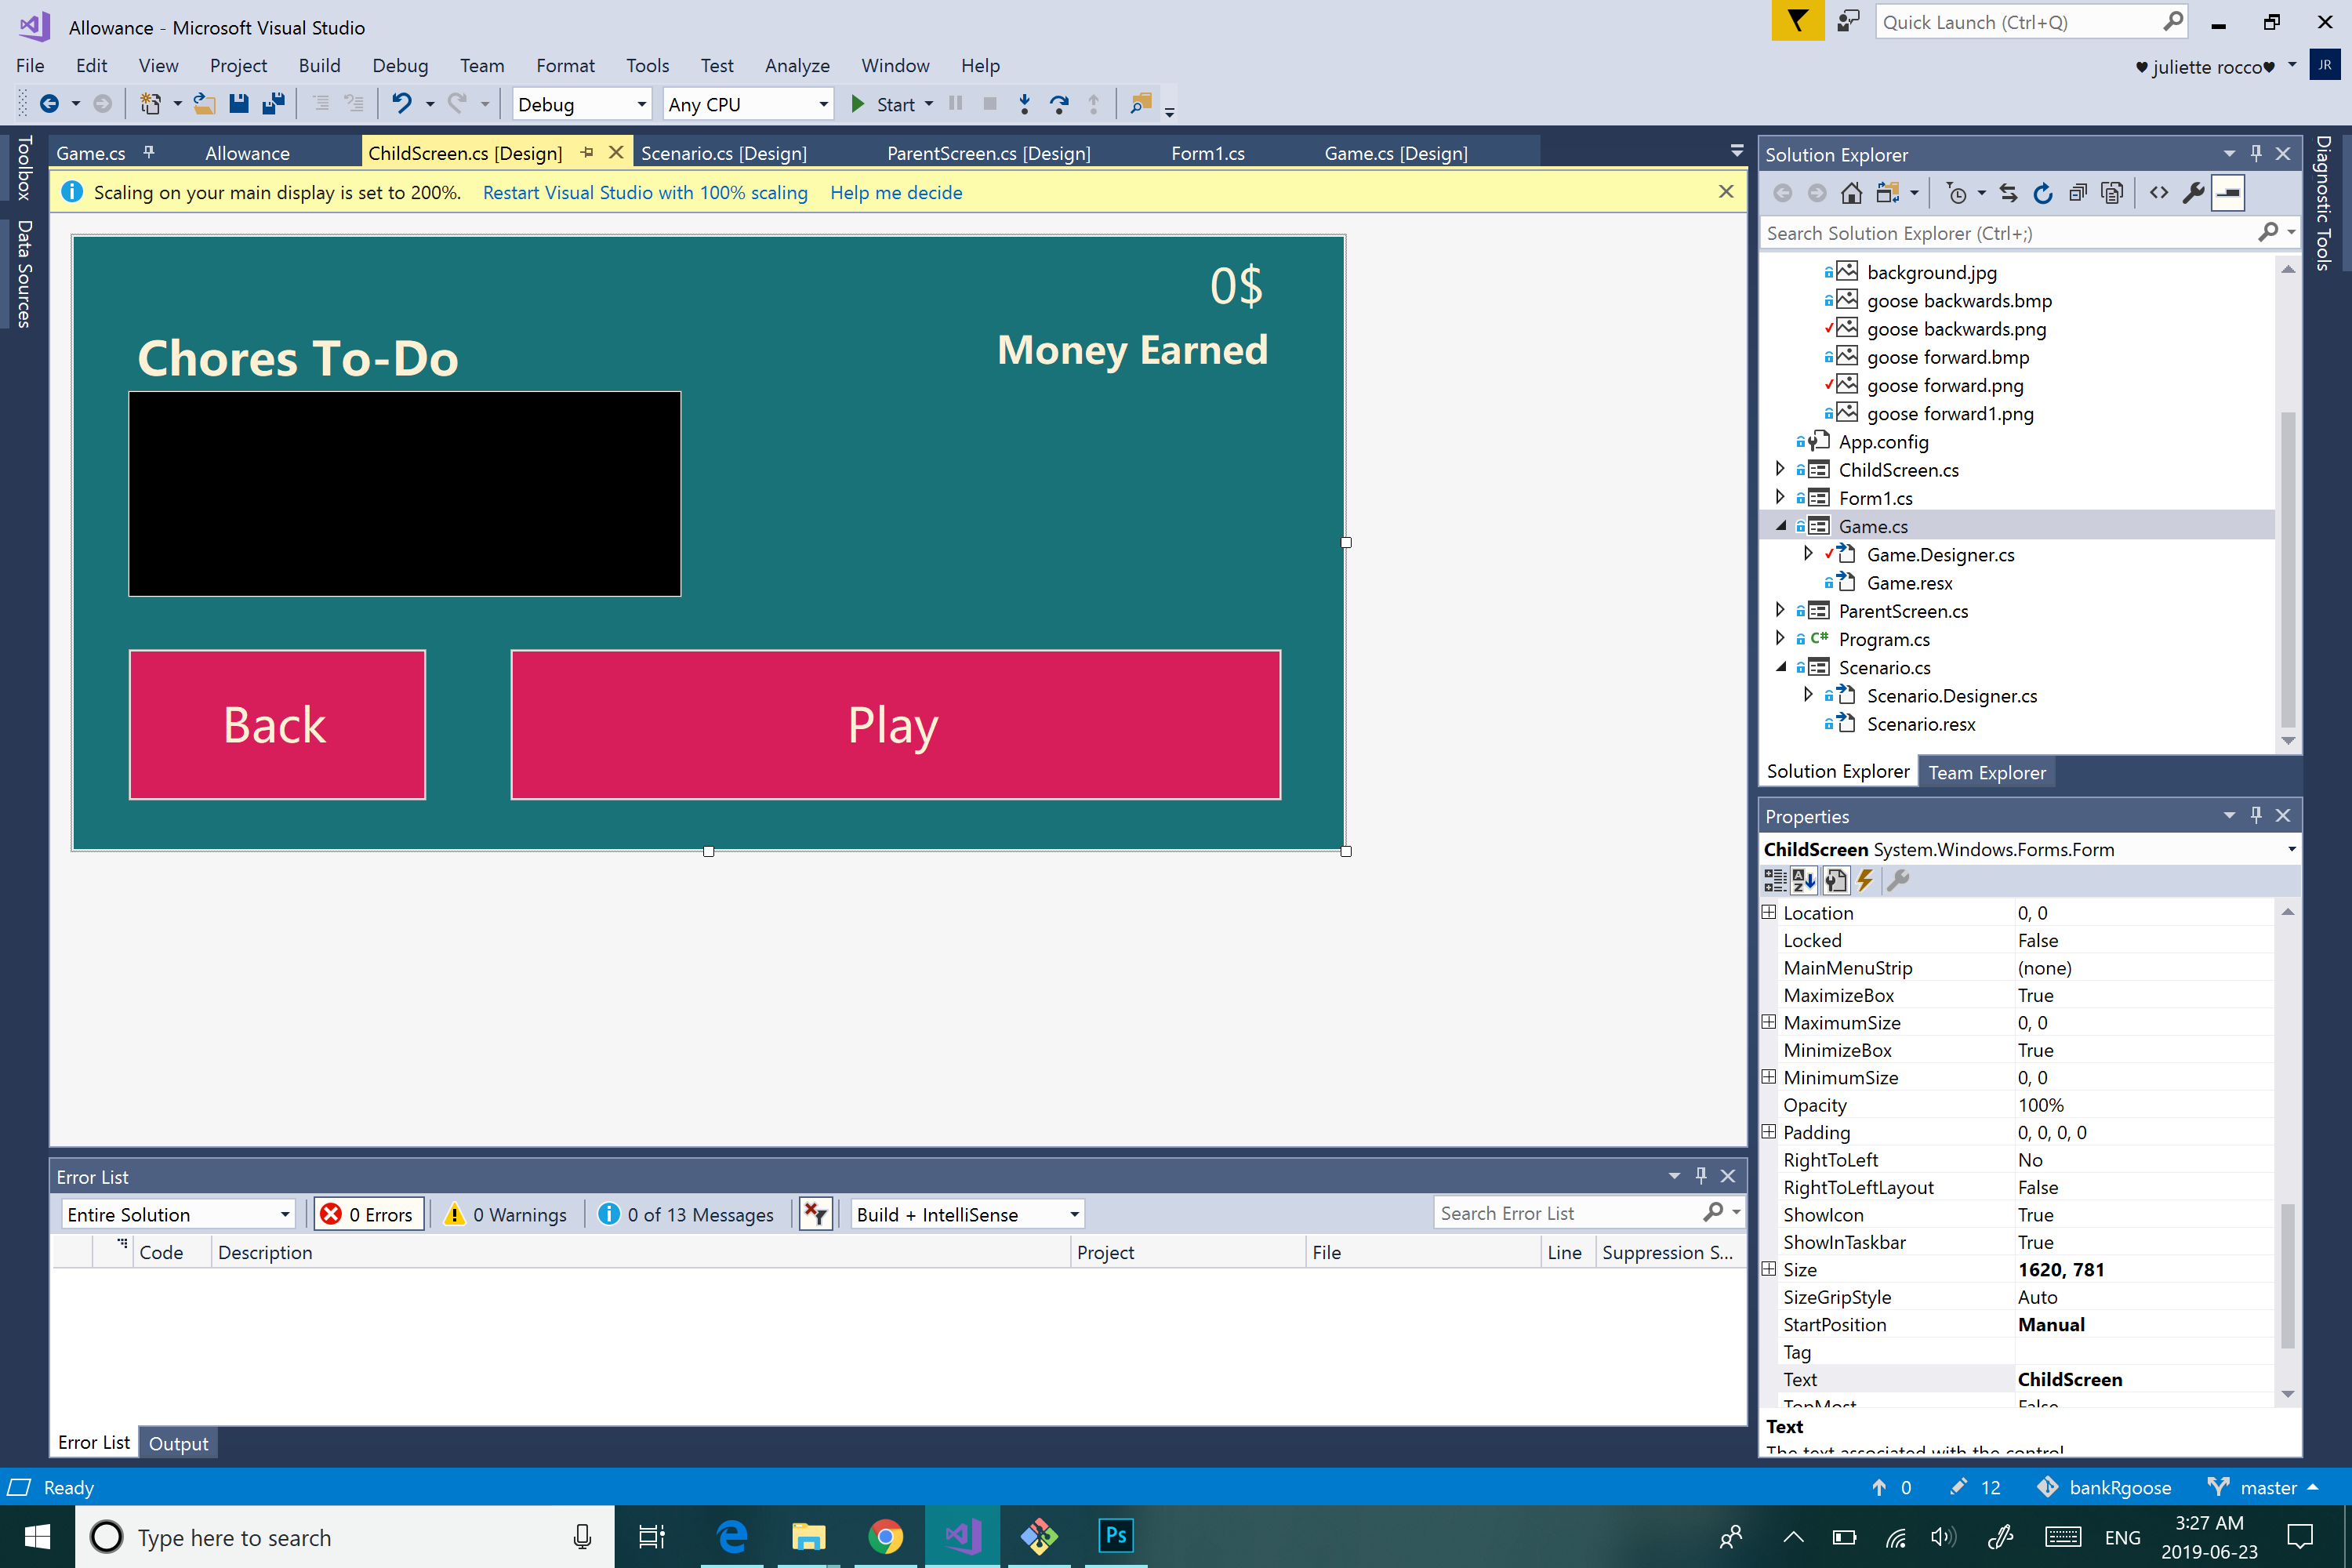 Allowance - Microsoft Visual Studio
Quick Launch (Ctrl+Q)
File Edit View Project Build Debug Team Format Tools Test Analyze Window Help
♥ juliette rocco♥ JR
Debug Any CPU Start
Toolbox
Data Sources
Game.cs Allowance ChildScreen.cs [Design] Scenario.cs [Design] ParentScreen.cs [Design] Form1.cs Game.cs [Design]
Scaling on your main display is set to 200%. Restart Visual Studio with 100% scaling Help me decide
0$
Money Earned
Chores To-Do
Back
Play
Solution Explorer
Search Solution Explorer (Ctrl+;)
background.jpg
goose backwards.bmp
goose backwards.png
goose forward.bmp
goose forward.png
goose forward1.png
App.config
ChildScreen.cs
Form1.cs
Game.cs
Game.Designer.cs
Game.resx
ParentScreen.cs
C# Program.cs
Scenario.cs
Scenario.Designer.cs
Scenario.resx
Solution Explorer Team Explorer
Diagnostic Tools
Properties
ChildScreen System.Windows.Forms.Form
Location 0, 0
Locked False
MainMenuStrip (none)
MaximizeBox True
MaximumSize 0, 0
MinimizeBox True
MinimumSize 0, 0
Opacity 100%
Padding 0, 0, 0, 0
RightToLeft No
RightToLeftLayout False
ShowIcon True
ShowInTaskbar True
Size 1620, 781
SizeGripStyle Auto
StartPosition Manual
Tag
Text ChildScreen
TopMost False
Text
The text associated with the control
Error List
Entire Solution 0 Errors 0 Warnings 0 of 13 Messages Build + IntelliSense Search Error List
Code Description Project File Line Suppression S...
Error List Output
Ready 0 12 bankRgoose master
Type here to search Ps ENG 3:27 AM
2019-06-23